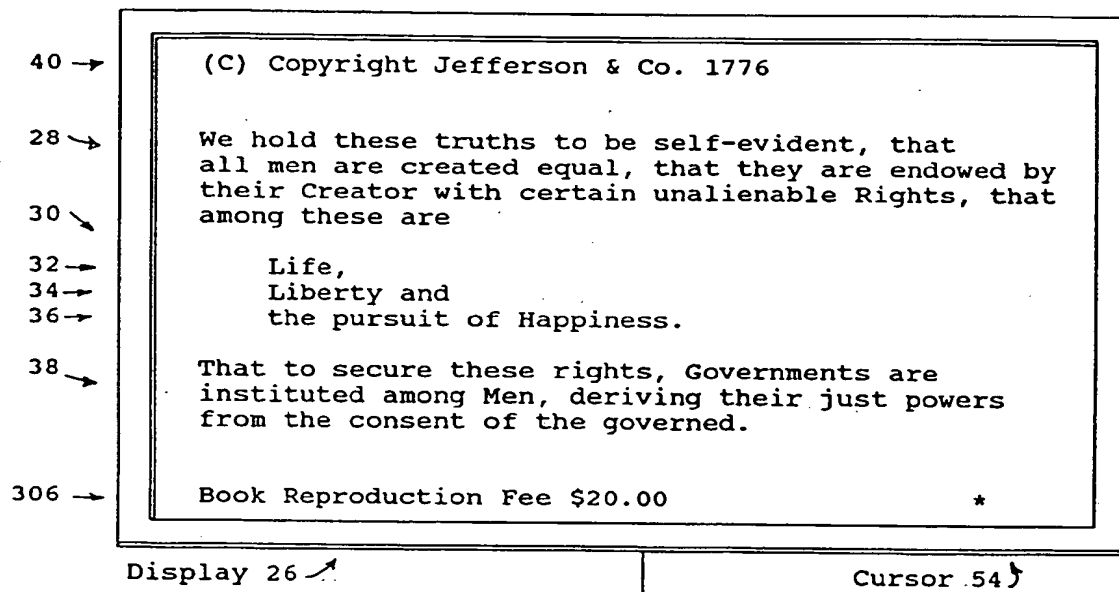 40 (C) Copyright Jefferson & Co. 1776
28 We hold these truths to be self-evident, that
all men are created equal, that they are endowed by
their Creator with certain unalienable Rights, that
30 among these are
32 Life,
34 Liberty and
36 the pursuit of Happiness.
38 That to secure these rights, Governments are
instituted among Men, deriving their just powers
from the consent of the governed.
306 Book Reproduction Fee $20.00 *
Display 26 Cursor 54